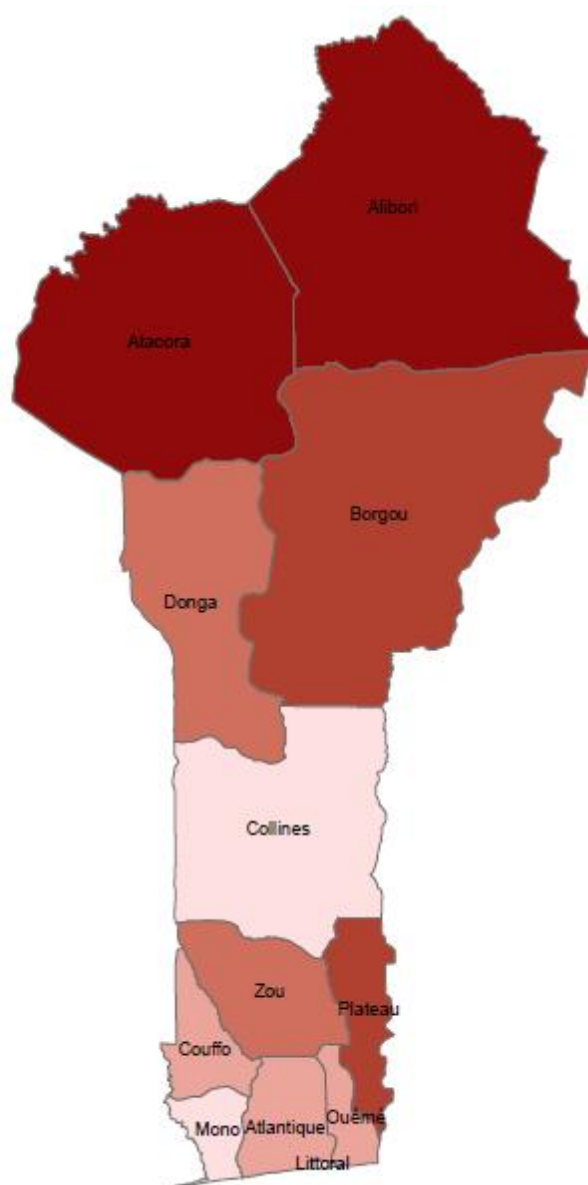 Alibori
Atacora
Borgou
Donga
Collines
Zou
Plateau
Couffo
Ouémé
Mono
Atlantique
Littoral